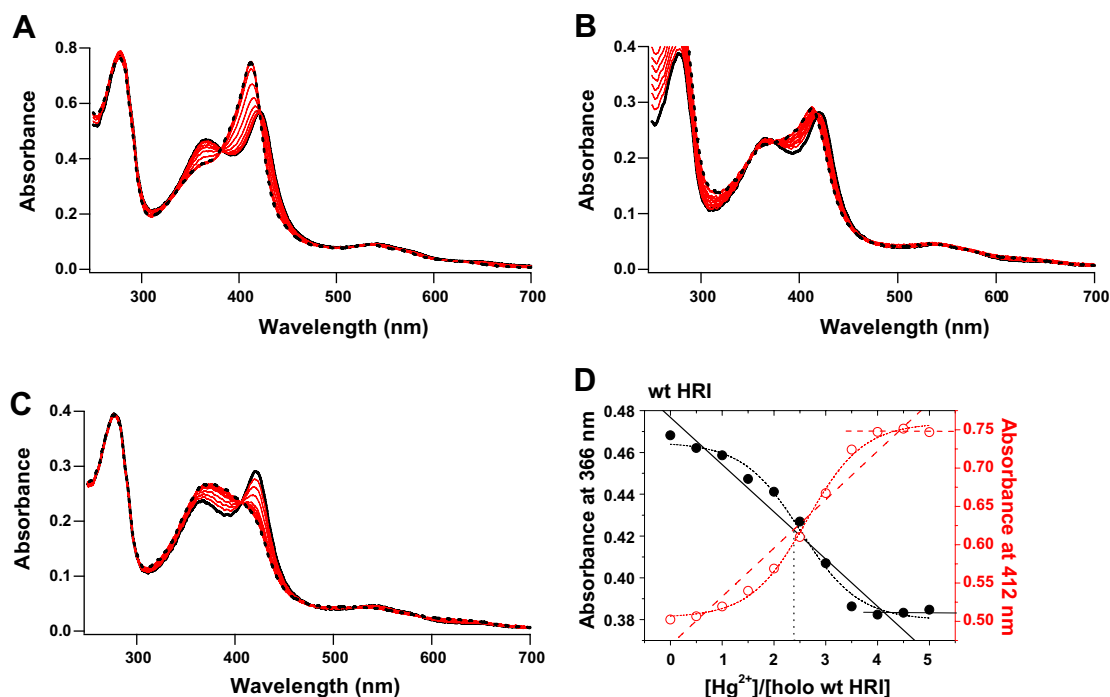 A
Absorbance
0.8
0.6
0.4
0.2
0.0
300 400 500 600 700
Wavelength (nm)
B
Absorbance
0.4
0.3
0.2
0.1
0.0
300 400 500 600 700
Wavelength (nm)
C
Absorbance
0.4
0.3
0.2
0.1
0.0
300 400 500 600 700
Wavelength (nm)
D
wt HRI
Absorbance at 366 nm
0.48
0.46
0.44
0.42
0.40
0.38
0 1 2 3 4 5
[Hg²⁺]/[holo wt HRI]
0.75
0.70
0.65
0.60
0.55
0.50
Absorbance at 412 nm